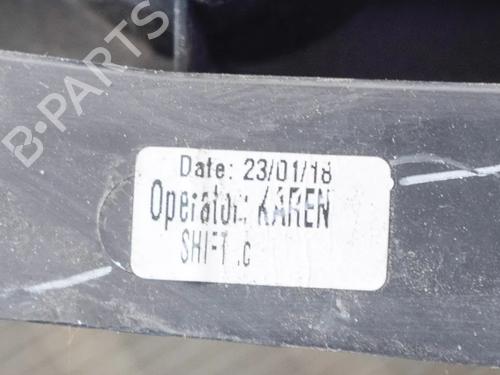 B-PARTS
Date: 23/01/18
Operator: KAREN
SHIFT .C